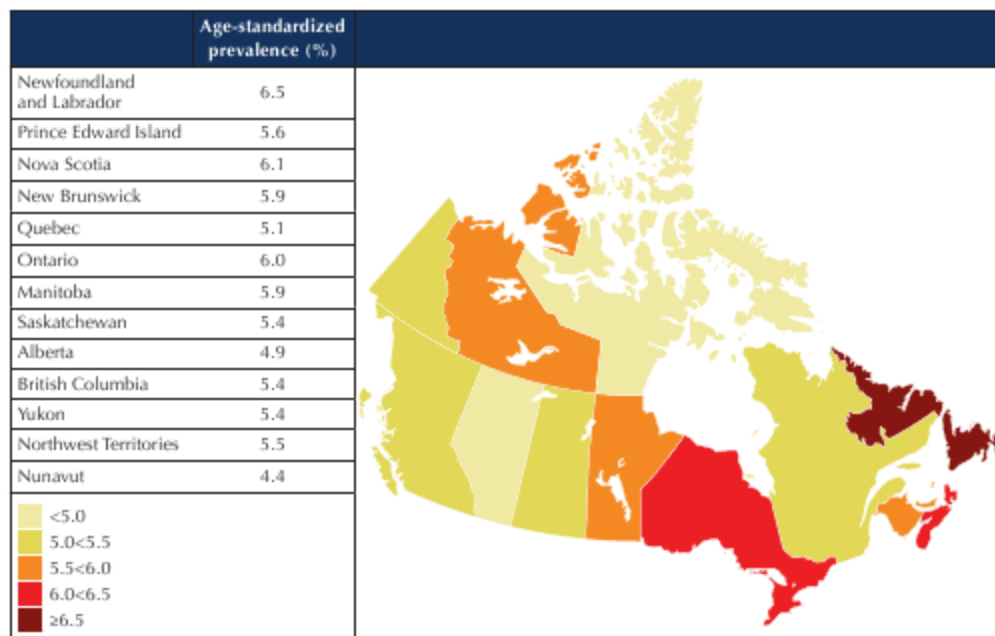 Age-standardized
prevalence (%)
Newfoundland
and Labrador 6.5
Prince Edward Island 5.6
Nova Scotia 6.1
New Brunswick 5.9
Quebec 5.1
Ontario 6.0
Manitoba 5.9
Saskatchewan 5.4
Alberta 4.9
British Columbia 5.4
Yukon 5.4
Northwest Territories 5.5
Nunavut 4.4
<5.0
5.0<5.5
5.5<6.0
6.0<6.5
≥6.5